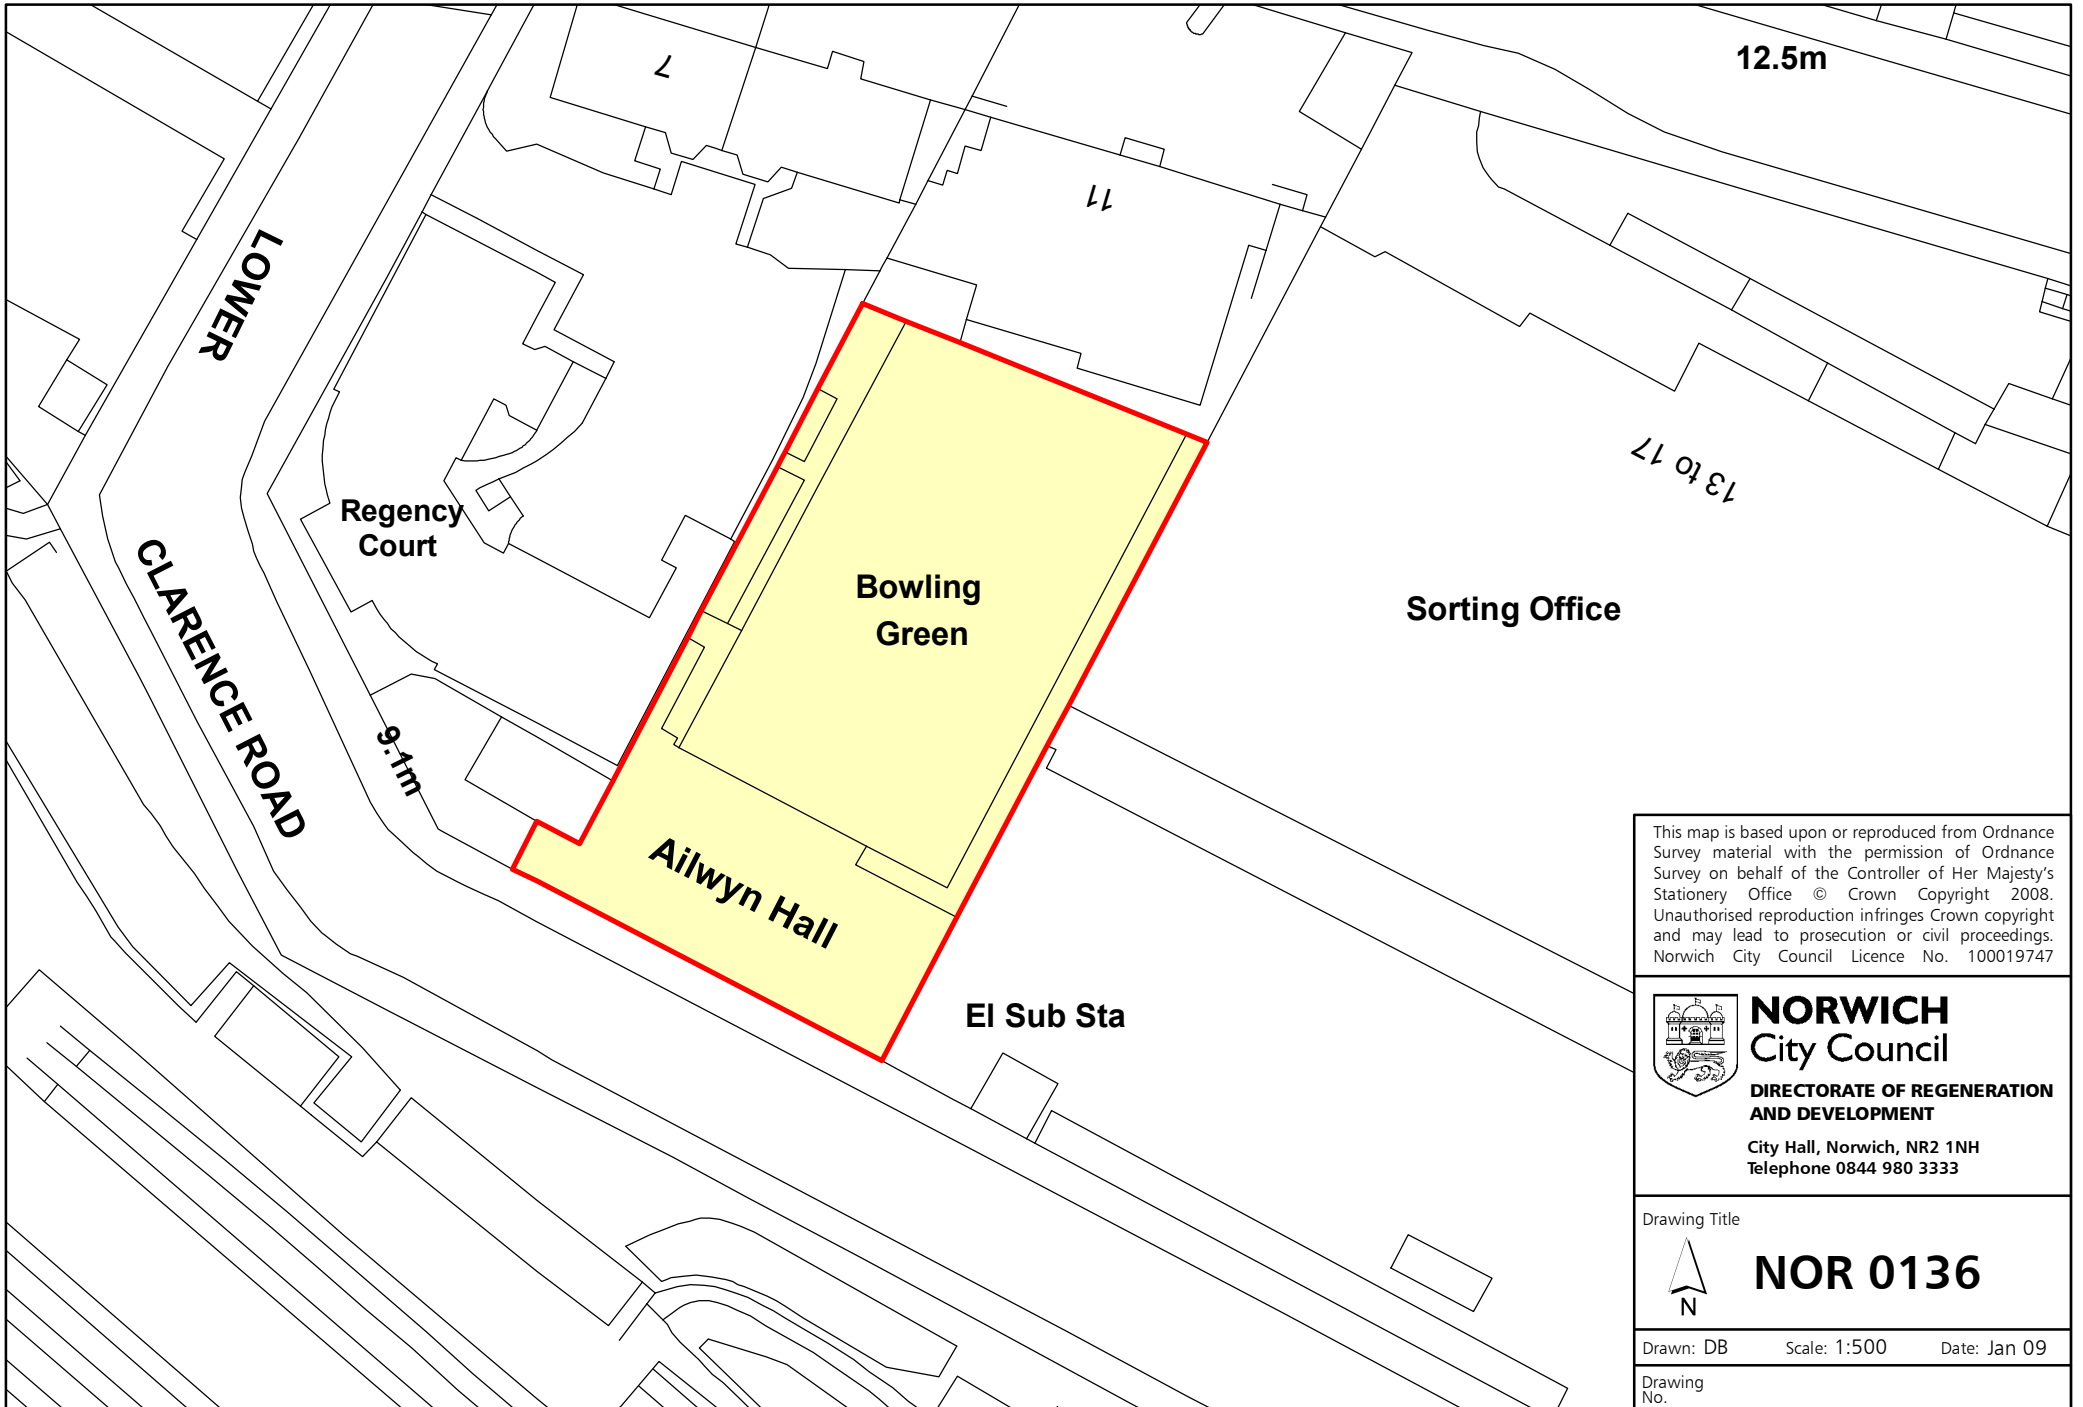 12.5m
7
11
LOWER
13 to 17
Regency
Court
CLARENCE ROAD
Bowling
Green
Sorting Office
9.1m
Ailwyn Hall
El Sub Sta
This map is based upon or reproduced from Ordnance
Survey material with the permission of Ordnance
Survey on behalf of the Controller of Her Majesty's
Stationery Office © Crown Copyright 2008.
Unauthorised reproduction infringes Crown copyright
and may lead to prosecution or civil proceedings.
Norwich City Council Licence No. 100019747
NORWICH
City Council
DIRECTORATE OF REGENERATION
AND DEVELOPMENT
City Hall, Norwich, NR2 1NH
Telephone 0844 980 3333
Drawing Title
N
NOR 0136
Drawn: DB Scale: 1:500 Date: Jan 09
Drawing
No.